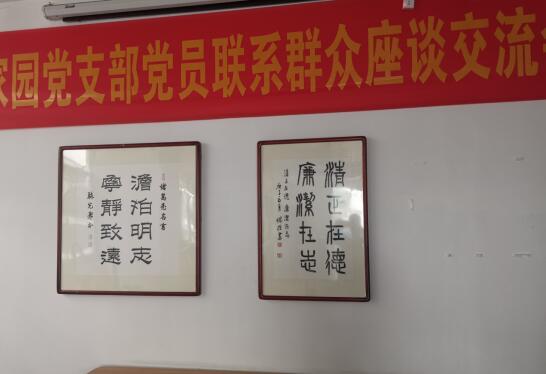 家园党支部党员联系群众座谈交流
诸葛亮名言
澹泊明志
寧靜致遠
清正在德
廉潔在志